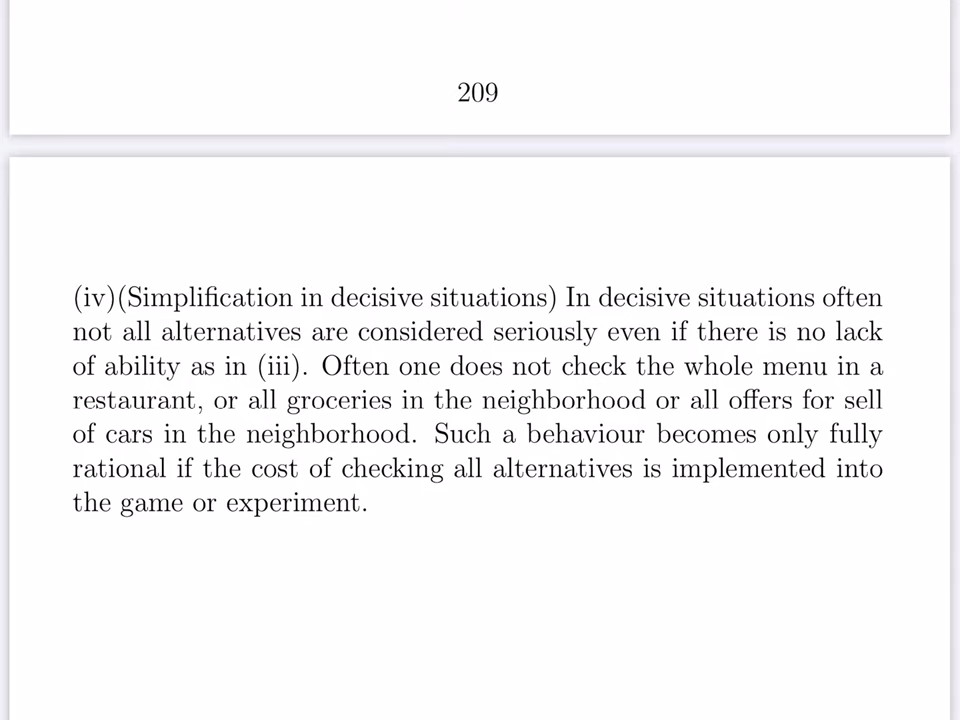 209
(iv)(Simplification in decisive situations) In decisive situations often
not all alternatives are considered seriously even if there is no lack
of ability as in (iii). Often one does not check the whole menu in a
restaurant, or all groceries in the neighborhood or all offers for sell
of cars in the neighborhood. Such a behaviour becomes only fully
rational if the cost of checking all alternatives is implemented into
the game or experiment.